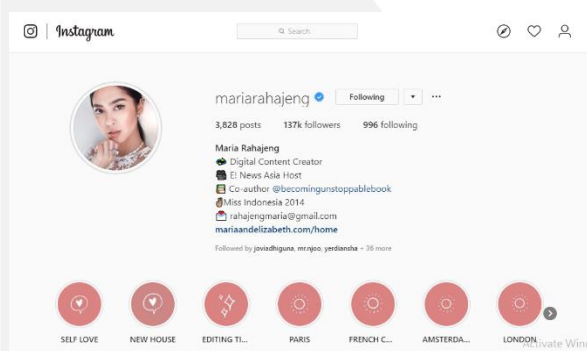 Instagram
Search
mariarahajeng Following ...
3,828 posts 137k followers 996 following
Maria Rahajeng
Digital Content Creator
E! News Asia Host
Co-author @becomingunstoppablebook
Miss Indonesia 2014
rahajengmaria@gmail.com
mariaandelizabeth.com/home
Followed by joviadhiguna, mr.njoo, yerdiansha + 36 more
SELF LOVE NEW HOUSE EDITING TI... PARIS FRENCH C... AMSTERDA... LONDON
Activate Win